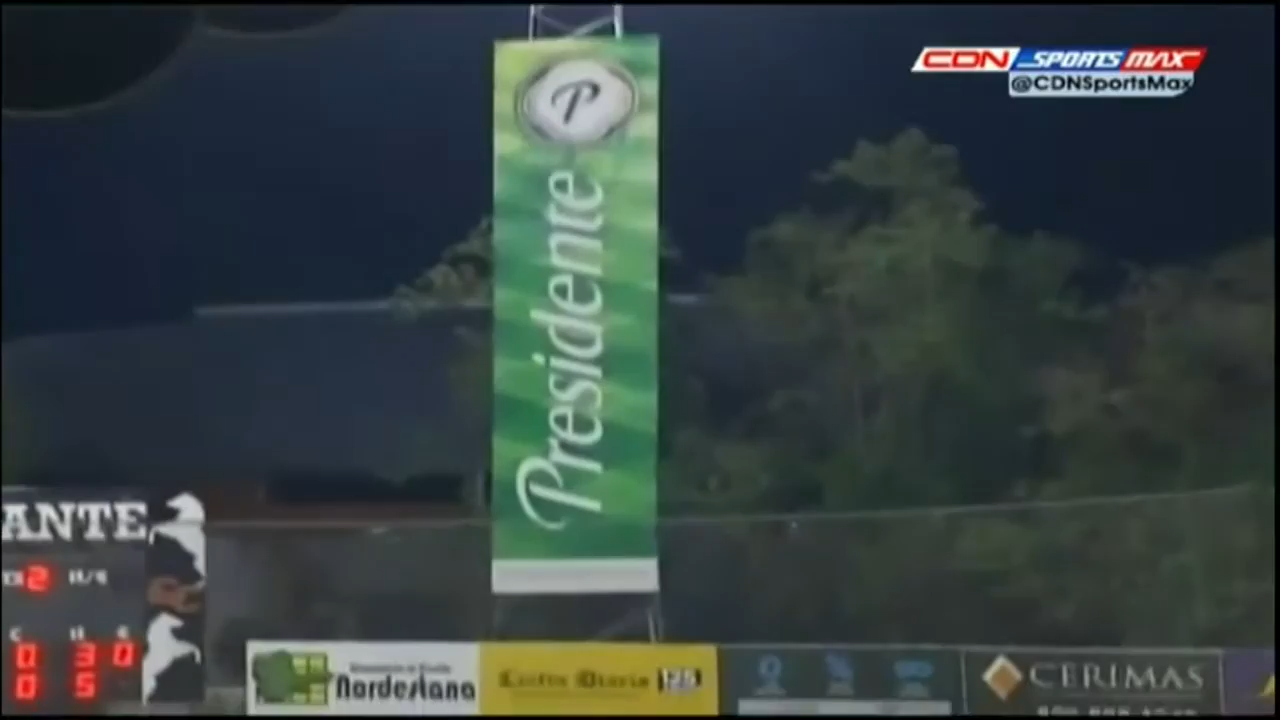 CDN SPORTS MAX
@CDNSportsMax
P
Presidente
ANTE
2 H/E
C H E
0 3 0
0 5
Nordestana
CERIMAS